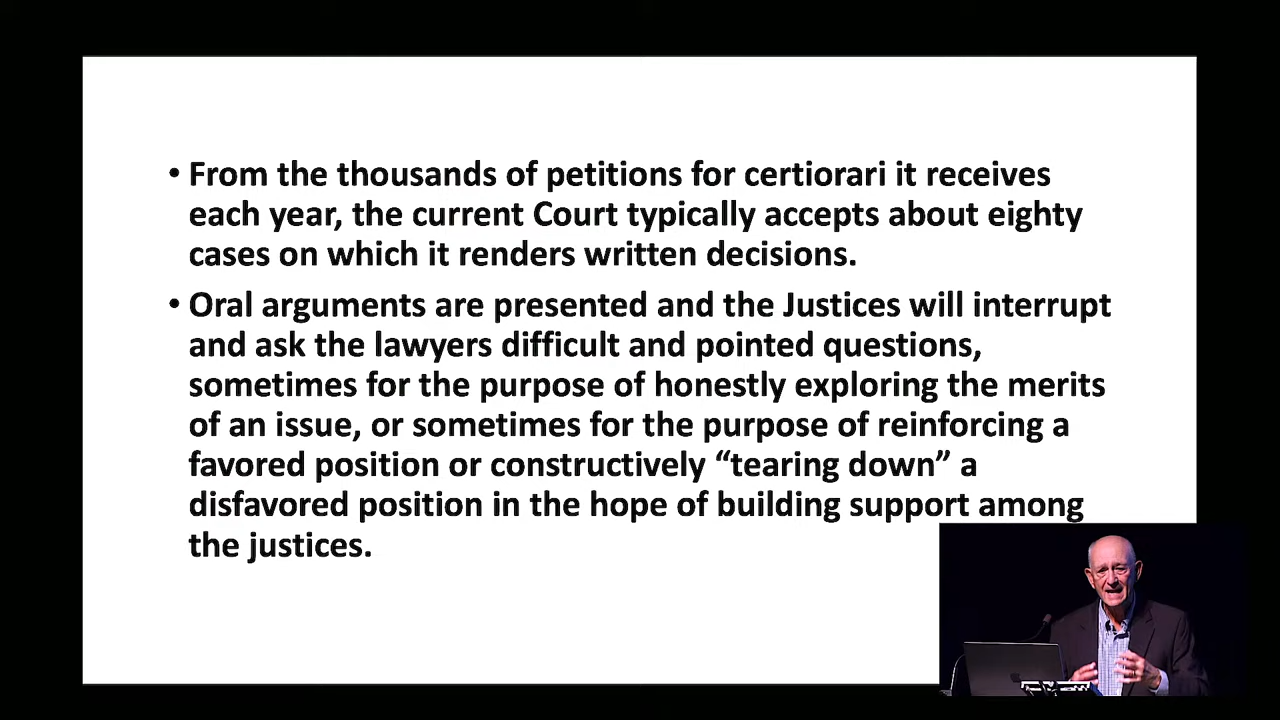 • From the thousands of petitions for certiorari it receives
each year, the current Court typically accepts about eighty
cases on which it renders written decisions.
• Oral arguments are presented and the Justices will interrupt
and ask the lawyers difficult and pointed questions,
sometimes for the purpose of honestly exploring the merits
of an issue, or sometimes for the purpose of reinforcing a
favored position or constructively “tearing down” a
disfavored position in the hope of building support among
the justices.